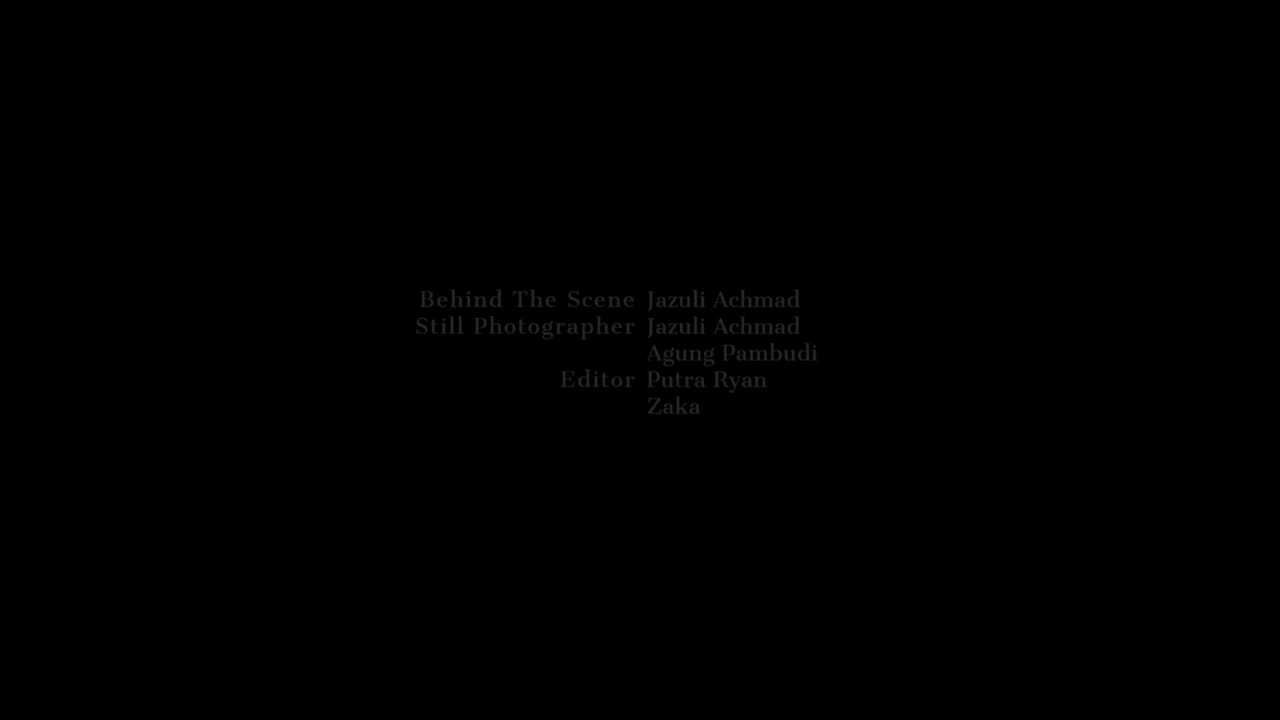 Behind The Scene Jazuli Achmad
Still Photographer Jazuli Achmad
Agung Pambudi
Editor Putra Ryan
Zaka